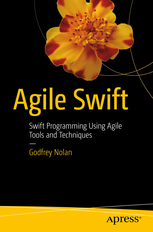 Agile Swift
Swift Programming Using Agile
Tools and Techniques
—
Godfrey Nolan
Apress®